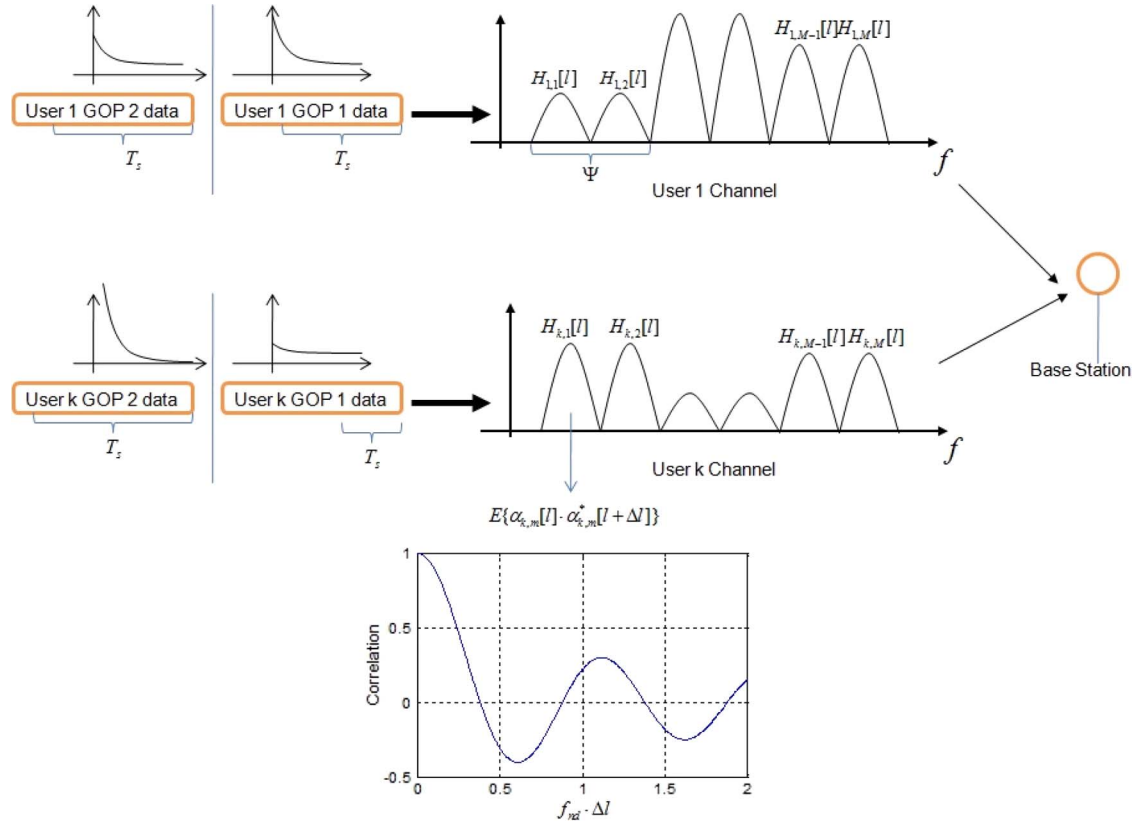 H_{1,1}[l] H_{1,2}[l] H_{1,M-1}[l] H_{1,M}[l]
User 1 GOP 2 data User 1 GOP 1 data
T_s T_s Ψ f
User 1 Channel
H_{k,1}[l] H_{k,2}[l] H_{k,M-1}[l] H_{k,M}[l]
Base Station
User k GOP 2 data User k GOP 1 data
T_s T_s f
User k Channel
E{α_{k,m}[l]·α*_{k,m}[l+Δl]}
1
0.5
0
-0.5
Correlation
0 0.5 1 1.5 2
f_{nd}·Δl